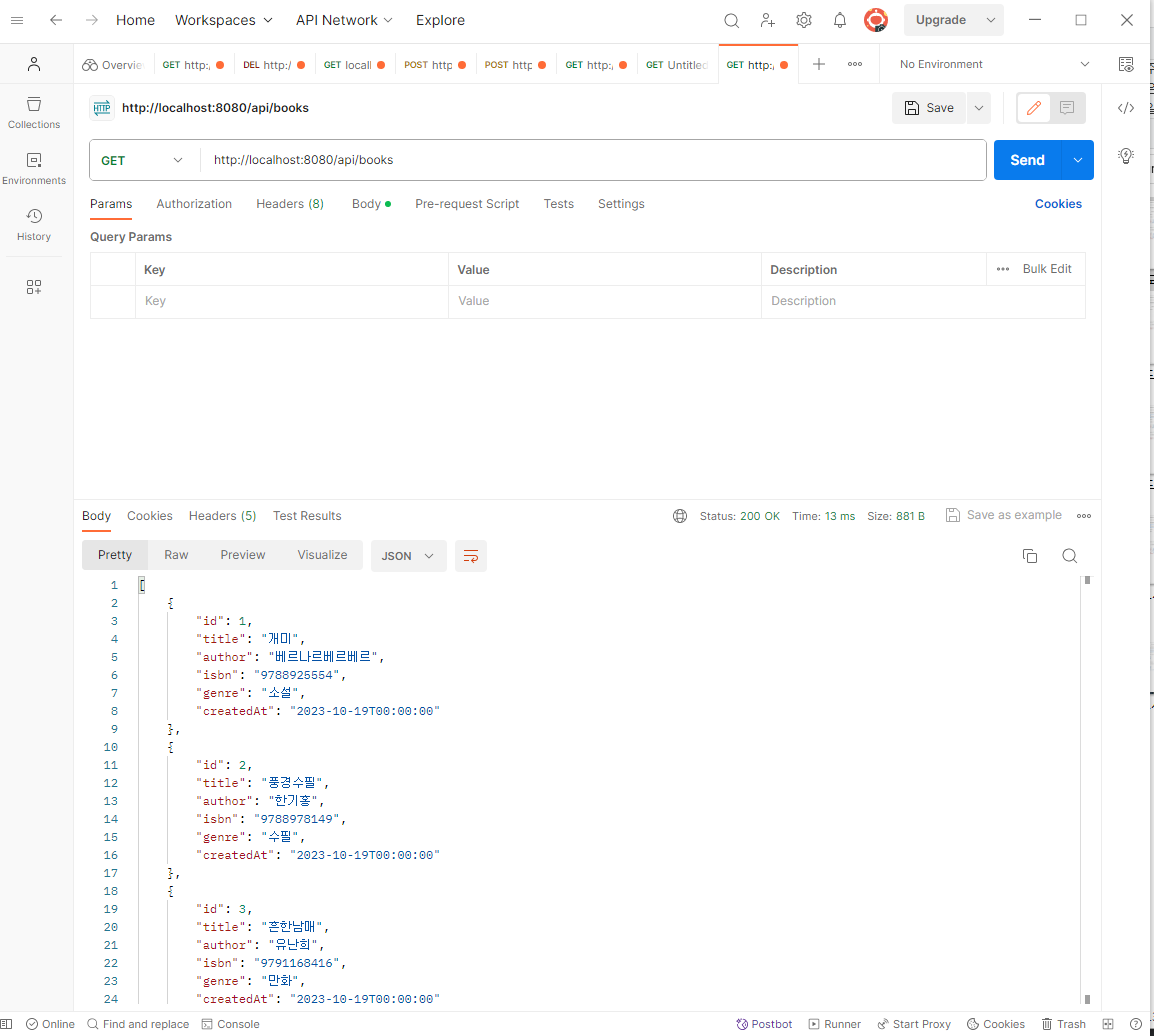 Home Workspaces API Network Explore Upgrade
Overvie GET http:, DEL http:/ GET locall POST http POST http GET http:, GET Untitled GET http:, No Environment
HTTP http://localhost:8080/api/books Save
Collections
Environments
History
GET http://localhost:8080/api/books Send
Params Authorization Headers (8) Body Pre-request Script Tests Settings Cookies
Query Params
Key Value Description Bulk Edit
Key Value Description
Body Cookies Headers (5) Test Results Status: 200 OK Time: 13 ms Size: 881 B Save as example
Pretty Raw Preview Visualize JSON
1 [
2 {
3 "id": 1,
4 "title": "개미",
5 "author": "베르나르베르베르",
6 "isbn": "9788925554",
7 "genre": "소설",
8 "createdAt": "2023-10-19T00:00:00"
9 },
10 {
11 "id": 2,
12 "title": "풍경수필",
13 "author": "한기홍",
14 "isbn": "9788978149",
15 "genre": "수필",
16 "createdAt": "2023-10-19T00:00:00"
17 },
18 {
19 "id": 3,
20 "title": "흔한남매",
21 "author": "유난희",
22 "isbn": "9791168416",
23 "genre": "만화",
24 "createdAt": "2023-10-19T00:00:00"
Online Find and replace Console Postbot Runner Start Proxy Cookies Trash